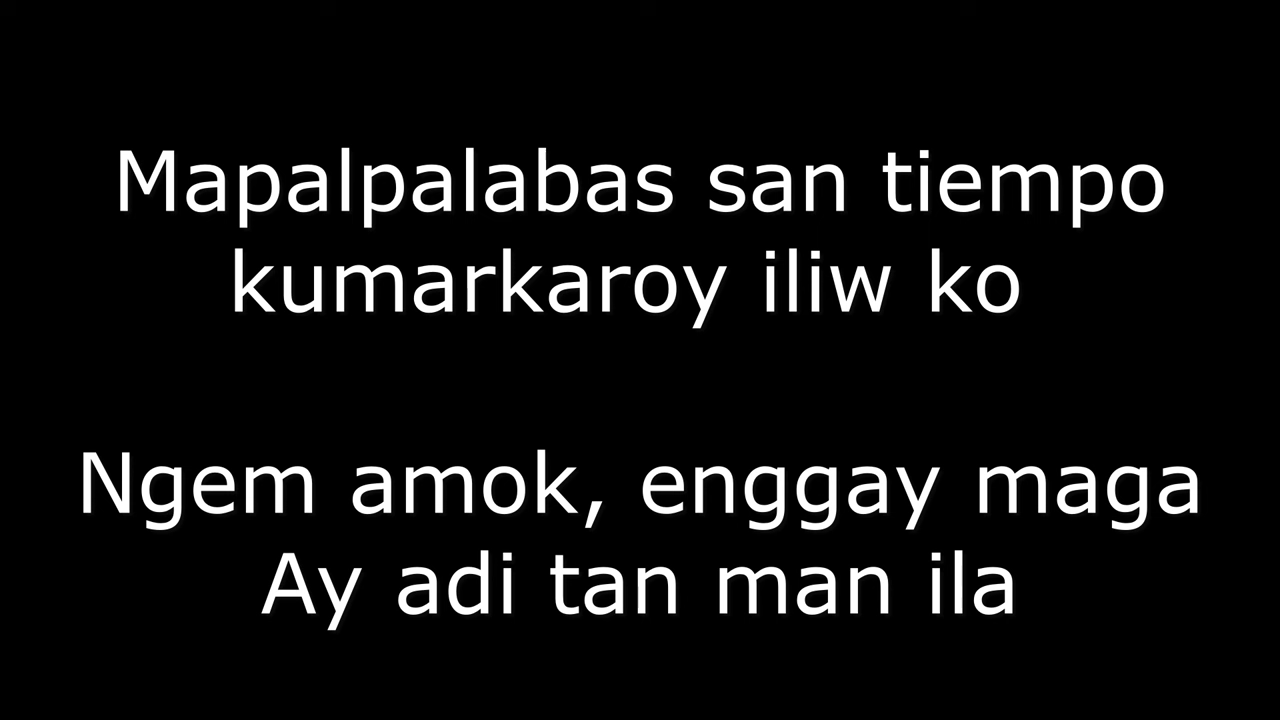 Mapalpalabas san tiempo
kumarkaroy iliw ko
Ngem amok, enggay maga
Ay adi tan man ila